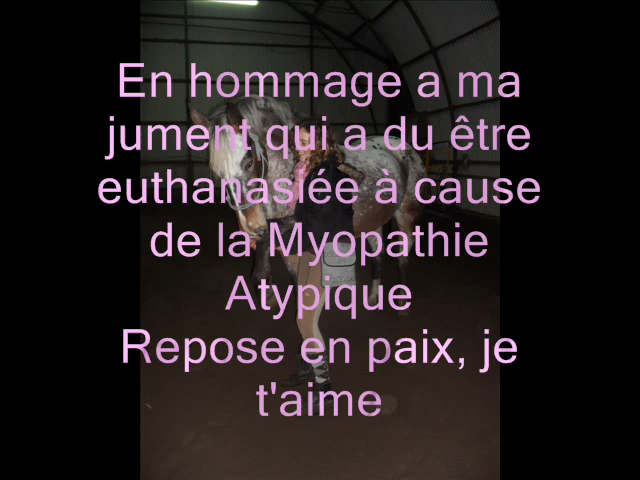 En hommage a ma
jument qui a du être
euthanasiée à cause
de la Myopathie
Atypique
Repose en paix, je
t'aime